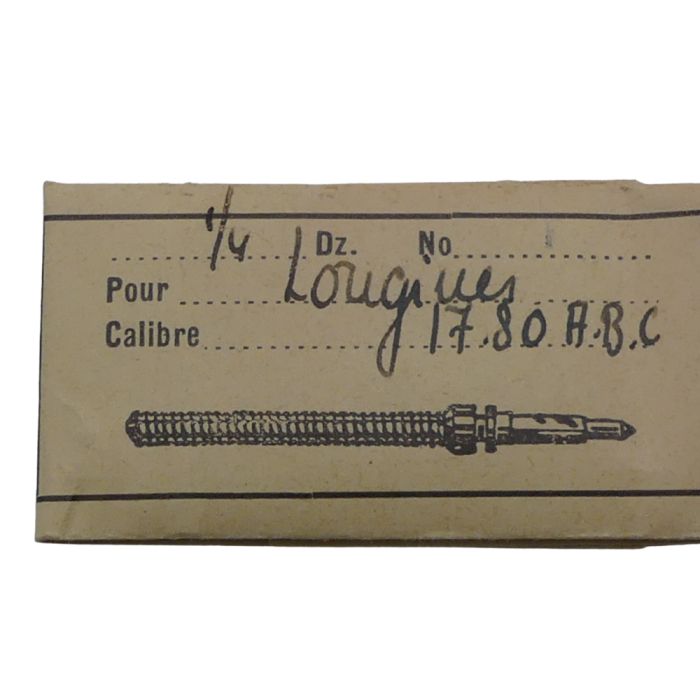 1/4 Dz. No
Pour Longines
Calibre 17.80 A.B.C